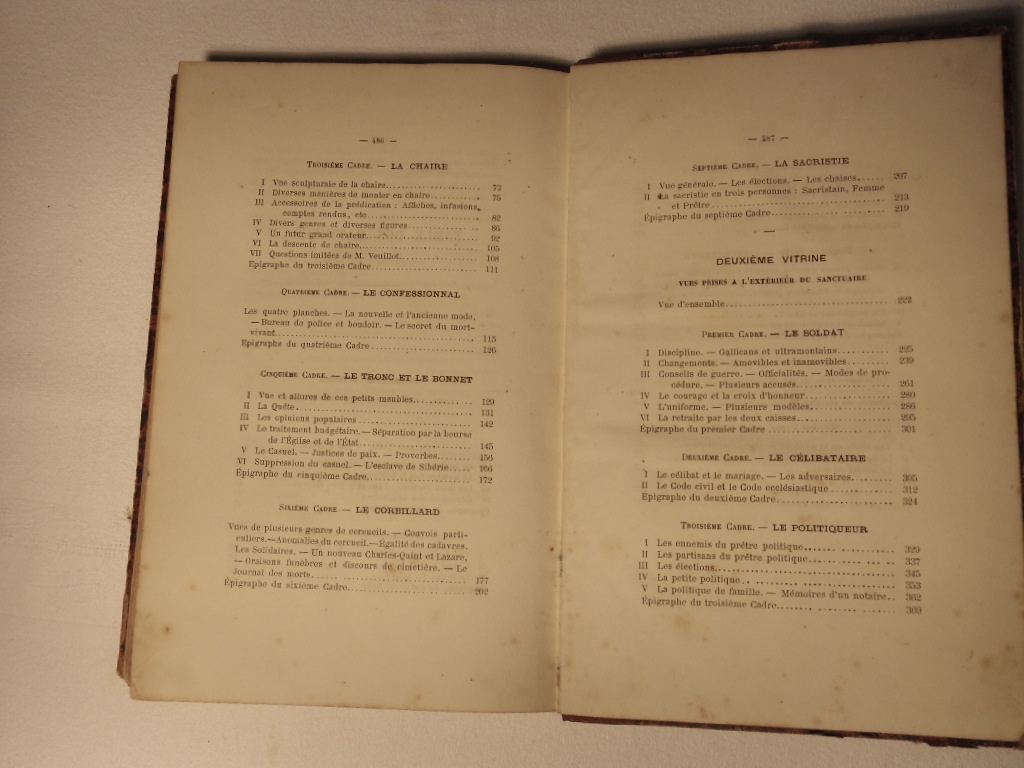 — 486 —
TROISIÈME CADRE. — LA CHAIRE
I Vue sculpturale de la chaire........................ 73
II Diverses manières de monter en chaire............ 75
III Accessoires de la prédication : Affiches, infusions,
comptes rendus, etc........................ 82
IV Divers genres et diverses figures.................. 86
V Un futur grand orateur........................... 92
VI La descente de chaire............................. 105
VII Questions imitées de M. Veuillot.................. 108
Épigraphe du troisième Cadre......................... 111
QUATRIÈME CADRE. — LE CONFESSIONNAL
Les quatre planches. — La nouvelle et l'ancienne mode.
— Bureau de police et boudoir. — Le secret du mort-
vivant............................................ 115
Épigraphe du quatrième Cadre......................... 126
CINQUIÈME CADRE. — LE TRONC ET LE BONNET
I Vue et allures de ces petits meubles............... 129
II La Quête......................................... 131
III Les opinions populaires.......................... 142
IV Le traitement budgétaire. — Séparation par la bourse
de l'Église et de l'État........................ 145
V Le Casuel. — Justices de paix. — Proverbes........ 156
VI Suppression du casuel. — L'esclave de Sibérie..... 166
Épigraphe du cinquième Cadre......................... 172
SIXIÈME CADRE. — LE CORBILLARD
Vues de plusieurs genres de cercueils. — Convois parti-
culiers.—Anomalies du cercueil.—Égalité des cadavres.
Les Solidaires. — Un nouveau Charles-Quint et Lazare,
— Oraisons funèbres et discours de cimetière. — Le
Journal des morts.................................. 177
Épigraphe du sixième Cadre........................... 202
— 487 —
SEPTIÈME CADRE. — LA SACRISTIE
I Vue générale. — Les élections. — Les chaises...... 207
II La sacristie en trois personnes : Sacristain, Femme
et Prêtre...................................... 213
Épigraphe du septième Cadre.......................... 219
—
DEUXIÈME VITRINE
VUES PRISES A L'EXTÉRIEUR DU SANCTUAIRE
Vue d'ensemble....................................... 222
PREMIER CADRE. — LE SOLDAT
I Discipline. — Gallicans et ultramontains........... 225
II Changements. — Amovibles et inamovibles........... 239
III Conseils de guerre. — Officialités. — Modes de pro-
cédure. — Plusieurs accusés.................... 261
IV Le courage et la croix d'honneur.................. 280
V L'uniforme. — Plusieurs modèles................... 286
VI La retraite par les deux caisses.................. 295
Épigraphe du premier Cadre........................... 301
DEUXIÈME CADRE. — LE CÉLIBATAIRE
I Le célibat et le mariage. — Les adversaires........ 305
II Le Code civil et le Code ecclésiastique........... 312
Épigraphe du deuxième Cadre.......................... 324
TROISIÈME CADRE. — LE POLITIQUEUR
I Les ennemis du prêtre politique.................... 329
II Les partisans du prêtre politique................. 337
III Les élections.................................... 345
IV La petite politique............................... 353
V La politique de famille. — Mémoires d'un notaire.. 362
Épigraphe du troisième Cadre......................... 369